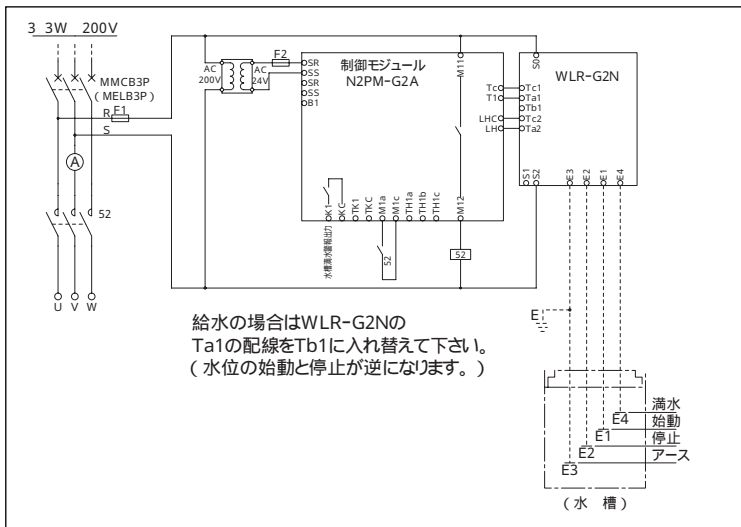 3 3W 200V
MMCB3P
(MELB3P)
R
F1
S
A
52
U
V
W
AC
200V
AC
24V
F2
SR
SS
SR
SS
B1
制御モジュール
N2PM-G2A
M11
Tc
T1
LHC
LH
K1
KC
TK1
TKC
M1a
M1c
TH1a
TH1b
TH1c
M12
水槽満水警報出力
52
52
S0
WLR-G2N
Tc1
Ta1
Tb1
Tc2
Ta2
S1
S2
E3
E2
E1
E4
給水の場合はWLR-G2Nの
Ta1の配線をTb1に入れ替えて下さい。
(水位の始動と停止が逆になります。)
E
満水
E4
始動
E1
停止
E2
アース
E3
(水 槽)